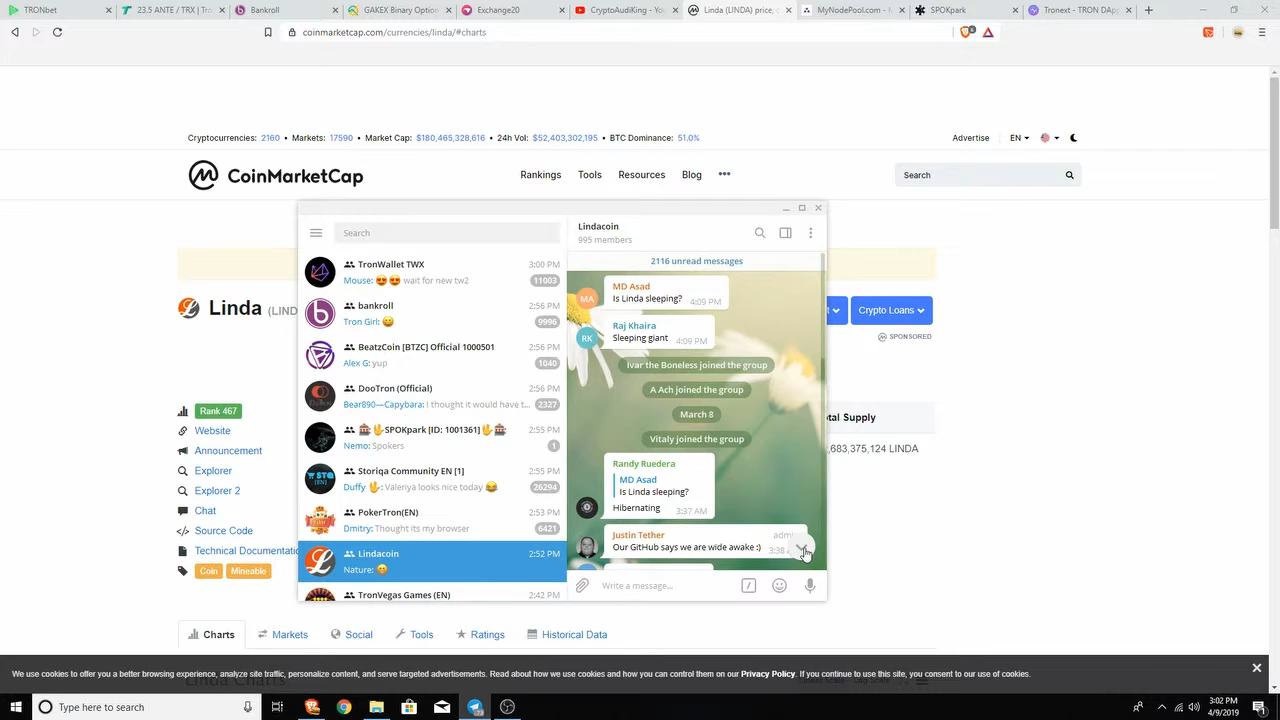 TRONbet
23.5 ANTE / TRX | Tron
Bankroll
GAKEX Binary Option
Exchange20
CryptoAudiKing - You
Linda (LINDA) price, c
MyNodePool.com - M
SPOKpark
Tronext - TRON DAp
coinmarketcap.com/currencies/linda/#charts
Cryptocurrencies: 2160 • Markets: 17590 • Market Cap: $180,465,328,616 • 24h Vol: $52,403,302,195 • BTC Dominance: 51.0%
Advertise
EN
CoinMarketCap
Rankings
Tools
Resources
Blog
•••
Search
Linda (LIND
Crypto Loans
SPONSORED
Rank 467
Website
Announcement
Explorer
Explorer 2
Chat
Source Code
Technical Documentatio
Coin
Mineable
tal Supply
,683,375,124 LINDA
Search
TronWallet TWX 3:00 PM
Mouse: 😍😍 wait for new tw2 11003
bankroll 2:56 PM
Tron Girl: 😄 9996
BeatzCoin [BTZC] Official 1000501 2:56 PM
Alex G: yup 1040
DooTron (Official) 2:56 PM
Bear890—Capybara: I thought it would have t... 2327
🎰🖖SPOKpark [ID: 1001361]🖖🎰 2:55 PM
Nemo: Spokers 1
Storiqa Community EN [1] 2:55 PM
Duffy 🖖: Valeriya looks nice today 😂 26294
PokerTron(EN) 2:53 PM
Dmitry: Thought its my browser 6421
Lindacoin 2:52 PM
Nature: 😊
TronVegas Games (EN) 2:42 PM
Lindacoin
995 members
2116 unread messages
MA
MD Asad
Is Linda sleeping? 4:09 PM
RK
Raj Khaira
Sleeping giant 4:09 PM
Ivar the Boneless joined the group
A Ach joined the group
March 8
Vitaly joined the group
Randy Ruedera
MD Asad
Is Linda sleeping?
Hibernating 3:37 AM
Justin Tether admi
Our GitHub says we are wide awake :) 3:38
Write a message...
Charts
Markets
Social
Tools
Ratings
Historical Data
We use cookies to offer you a better browsing experience, analyze site traffic, personalize content, and serve targeted advertisements. Read about how we use cookies and how you can control them on our Privacy Policy. If you continue to use this site, you consent to our use of cookies.
Linda Charts
Type here to search
3:02 PM
4/9/2019